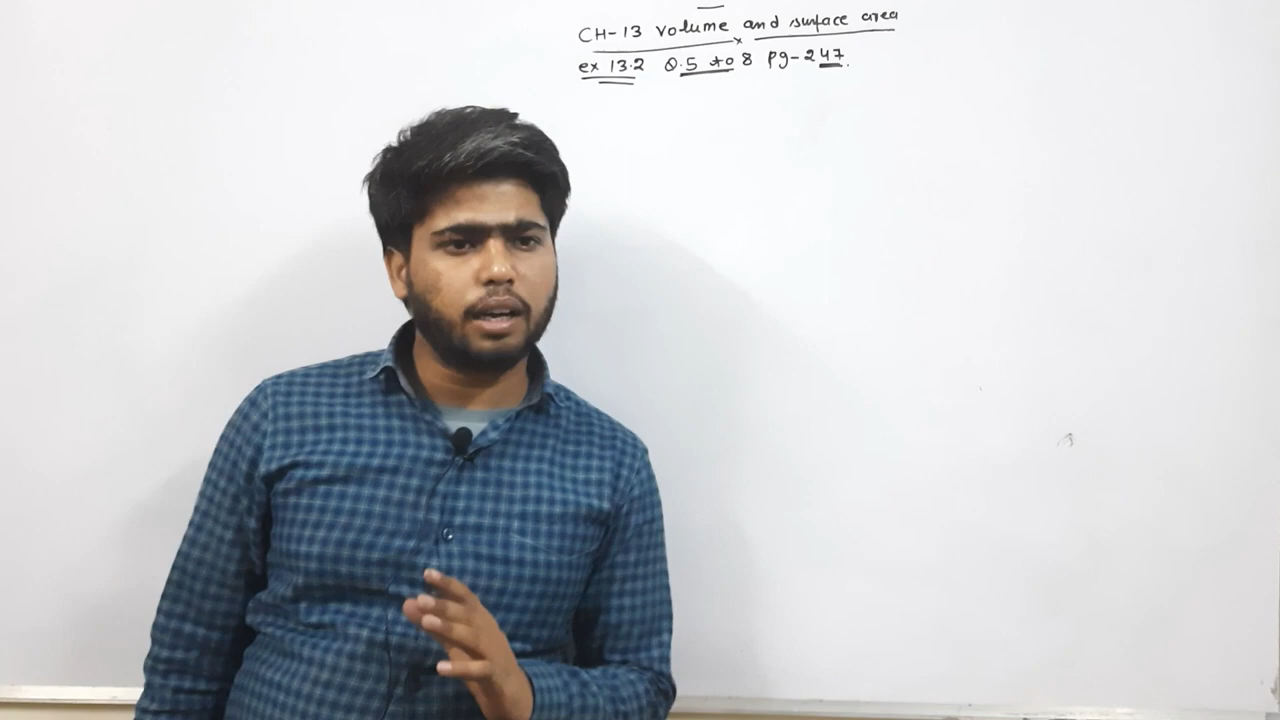 CH-13 volume and surface area
ex 13.2 Q.5 to 8 Pg-247.